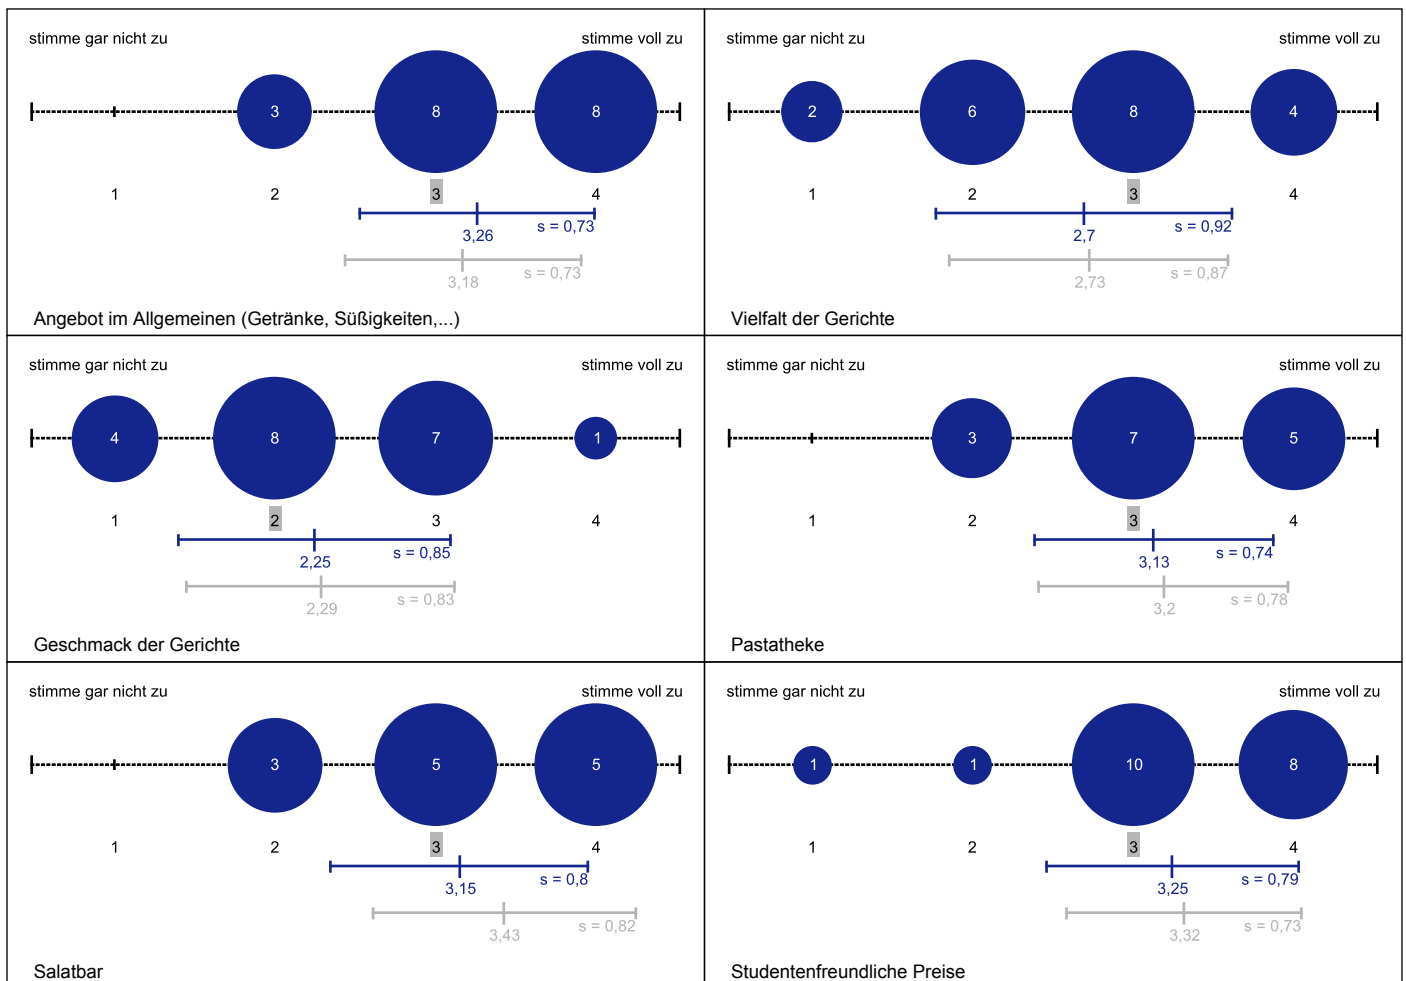 stimme gar nicht zu stimme voll zu
3 8 8
1 2 3 4
3,26 s = 0,73
3,18 s = 0,73
Angebot im Allgemeinen (Getränke, Süßigkeiten,...)
stimme gar nicht zu stimme voll zu
2 6 8 4
1 2 3 4
2,7 s = 0,92
2,73 s = 0,87
Vielfalt der Gerichte
stimme gar nicht zu stimme voll zu
4 8 7 1
1 2 3 4
2,25 s = 0,85
2,29 s = 0,83
Geschmack der Gerichte
stimme gar nicht zu stimme voll zu
3 7 5
1 2 3 4
3,13 s = 0,74
3,2 s = 0,78
Pastatheke
stimme gar nicht zu stimme voll zu
3 5 5
1 2 3 4
3,15 s = 0,8
3,43 s = 0,82
Salatbar
stimme gar nicht zu stimme voll zu
1 1 10 8
1 2 3 4
3,25 s = 0,79
3,32 s = 0,73
Studentenfreundliche Preise